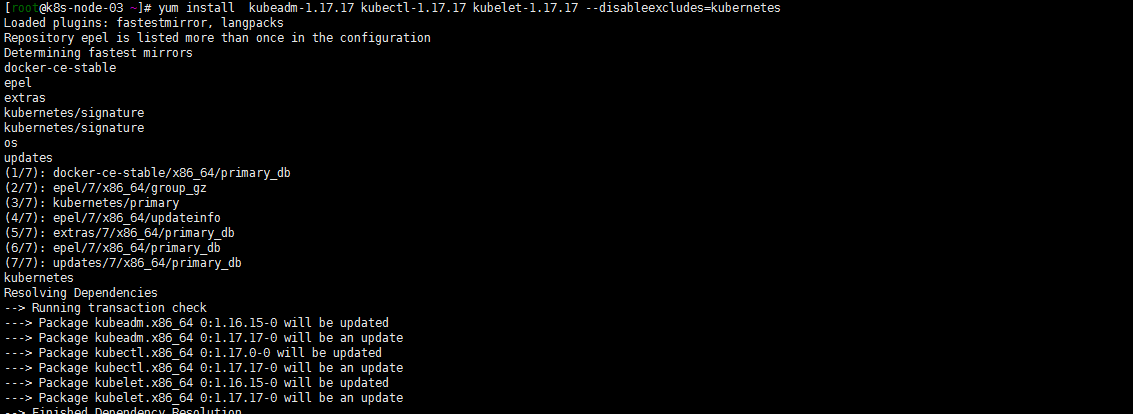 [root@k8s-node-03 ~]# yum install  kubeadm-1.17.17 kubectl-1.17.17 kubelet-1.17.17 --disableexcludes=kubernetes
Loaded plugins: fastestmirror, langpacks
Repository epel is listed more than once in the configuration
Determining fastest mirrors
docker-ce-stable
epel
extras
kubernetes/signature
kubernetes/signature
os
updates
(1/7): docker-ce-stable/x86_64/primary_db
(2/7): epel/7/x86_64/group_gz
(3/7): kubernetes/primary
(4/7): epel/7/x86_64/updateinfo
(5/7): extras/7/x86_64/primary_db
(6/7): epel/7/x86_64/primary_db
(7/7): updates/7/x86_64/primary_db
kubernetes
Resolving Dependencies
--> Running transaction check
---> Package kubeadm.x86_64 0:1.16.15-0 will be updated
---> Package kubeadm.x86_64 0:1.17.17-0 will be an update
---> Package kubectl.x86_64 0:1.17.0-0 will be updated
---> Package kubectl.x86_64 0:1.17.17-0 will be an update
---> Package kubelet.x86_64 0:1.16.15-0 will be updated
---> Package kubelet.x86_64 0:1.17.17-0 will be an update
--> Finished Dependency Resolution